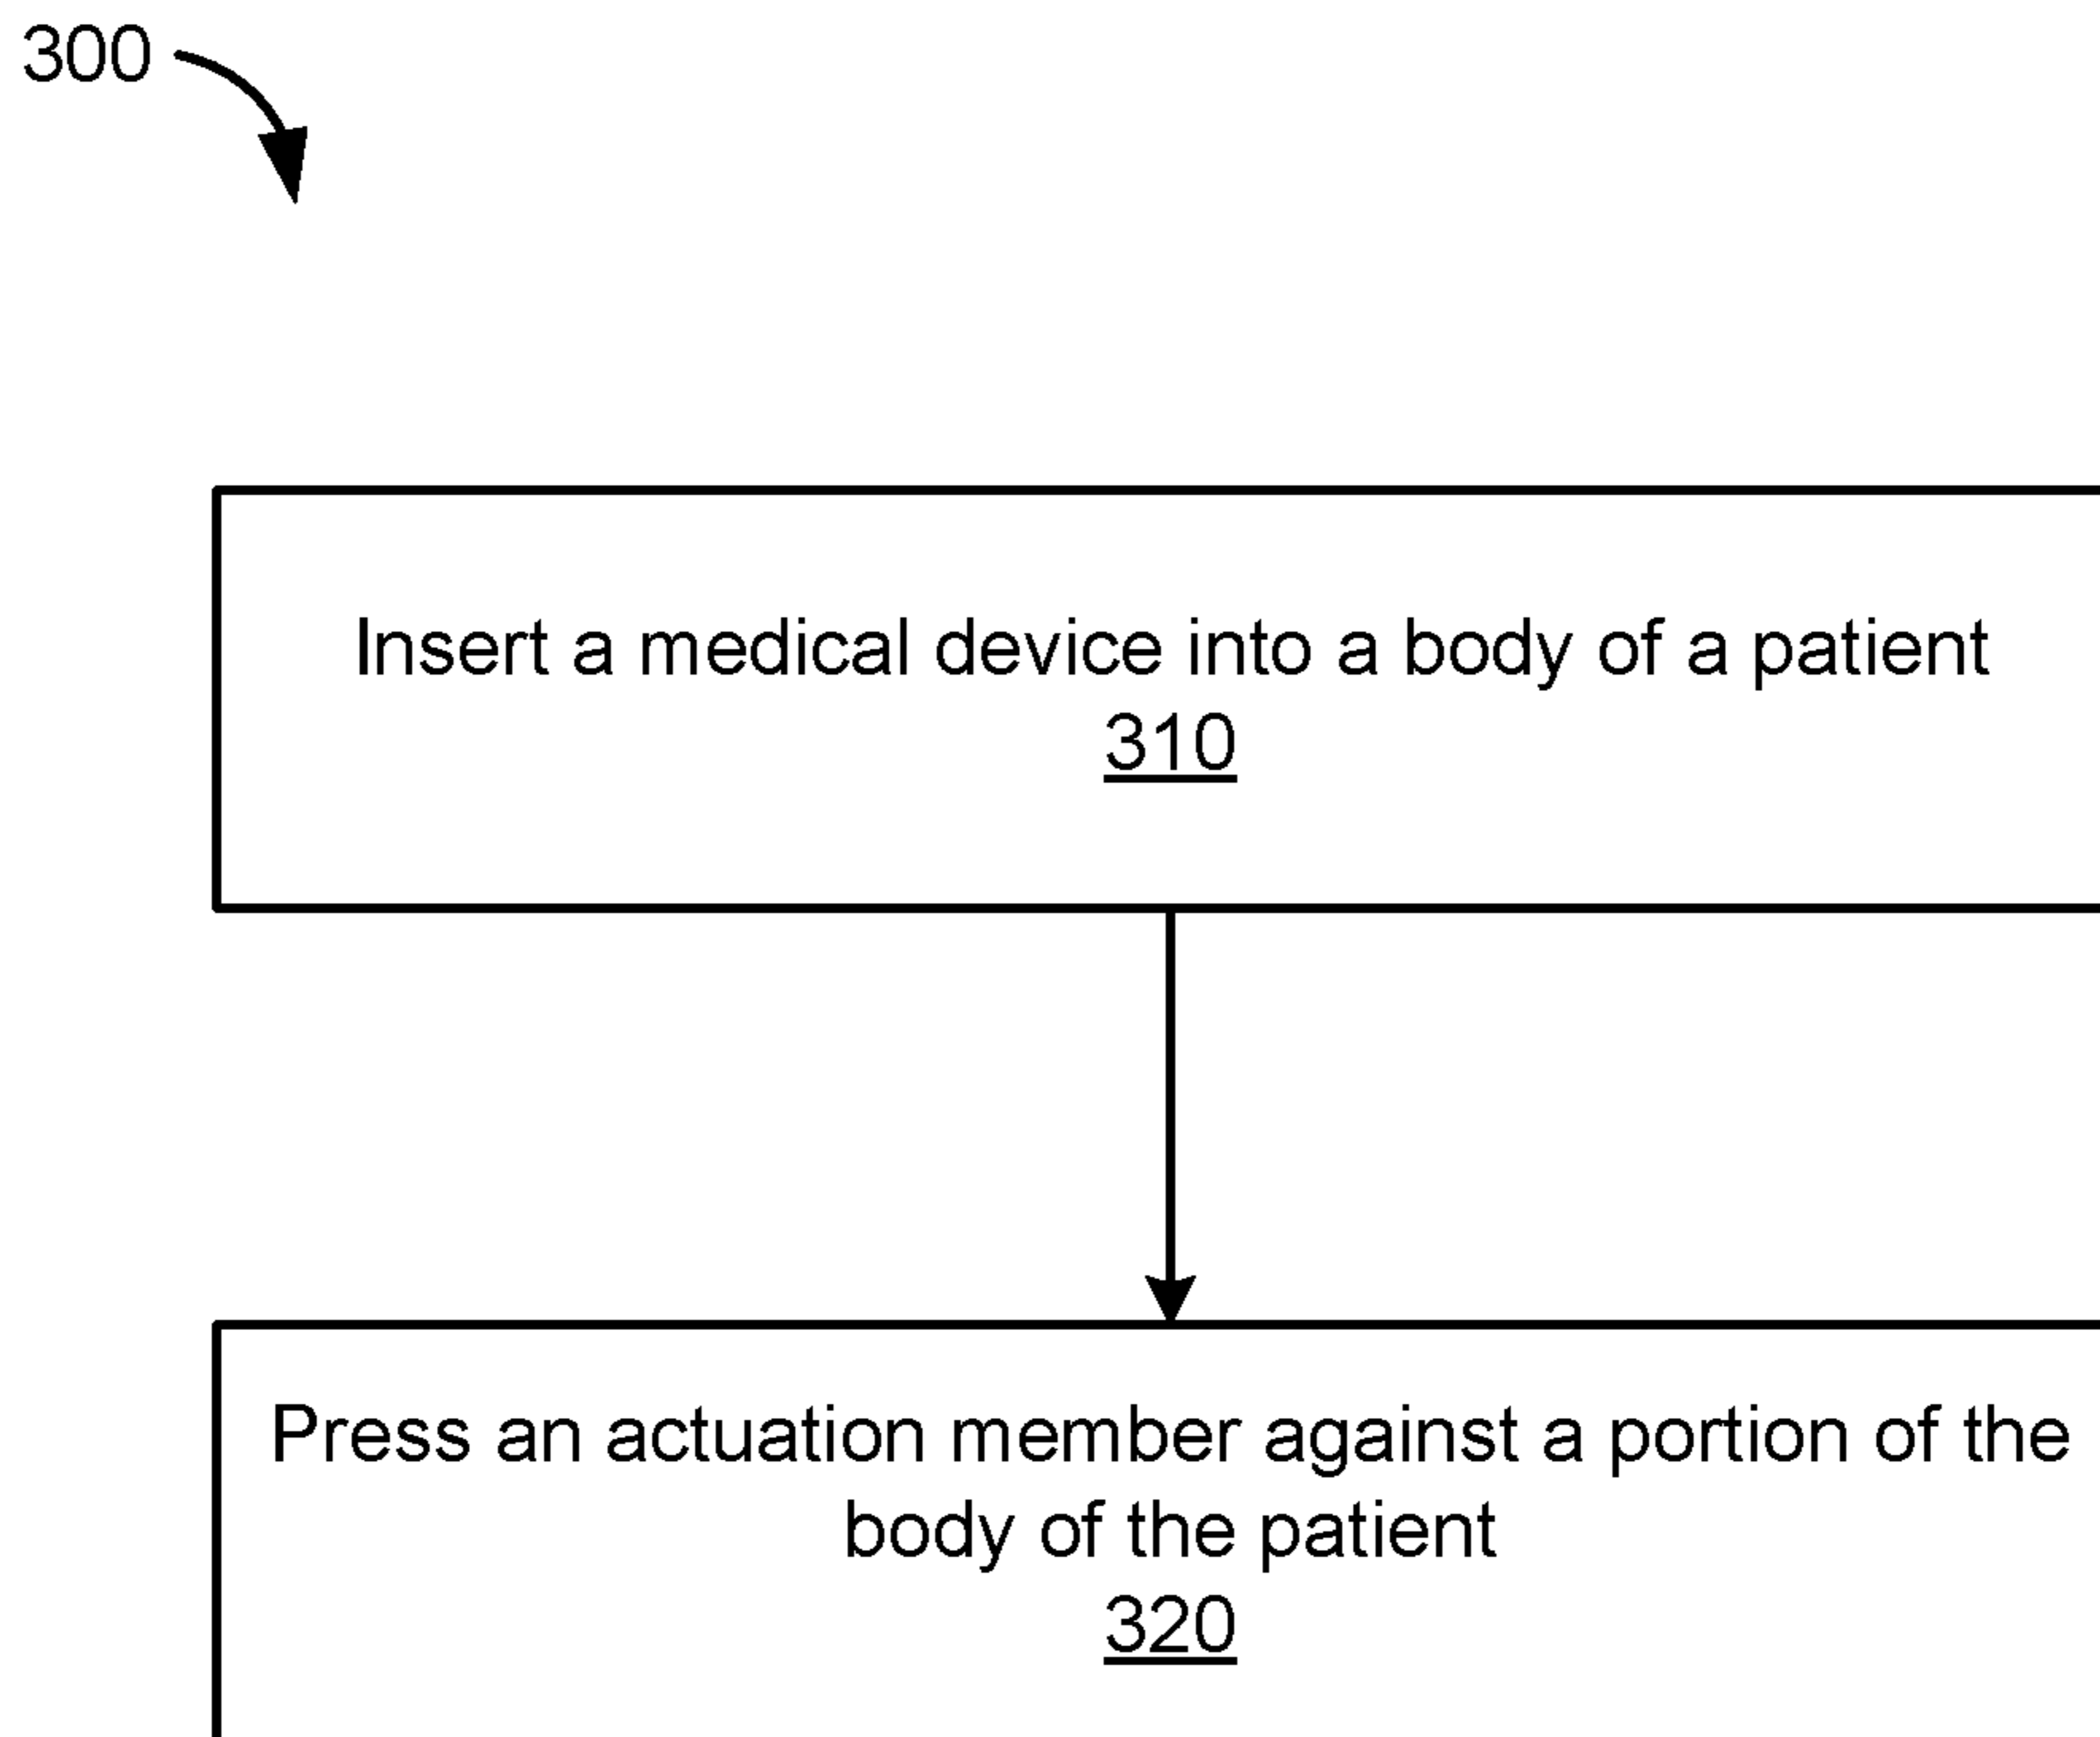 300
Insert a medical device into a body of a patient
310
Press an actuation member against a portion of the
body of the patient
320